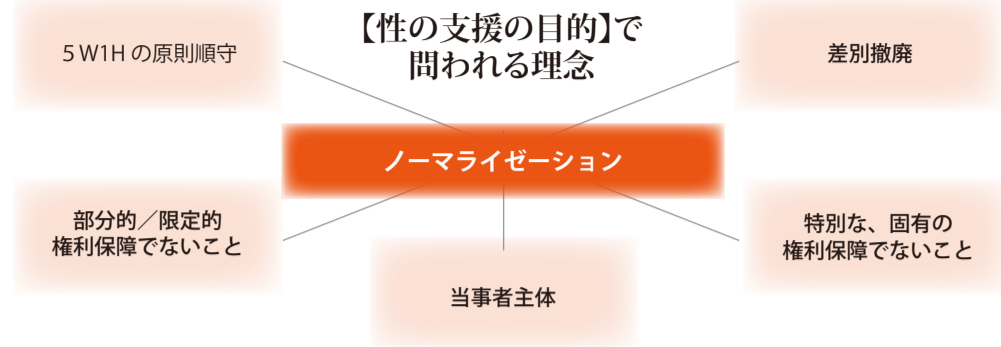 【性の支援の目的】で
問われる理念
5W1Hの原則順守
差別撤廃
ノーマライゼーション
部分的／限定的
権利保障でないこと
特別な、固有の
権利保障でないこと
当事者主体